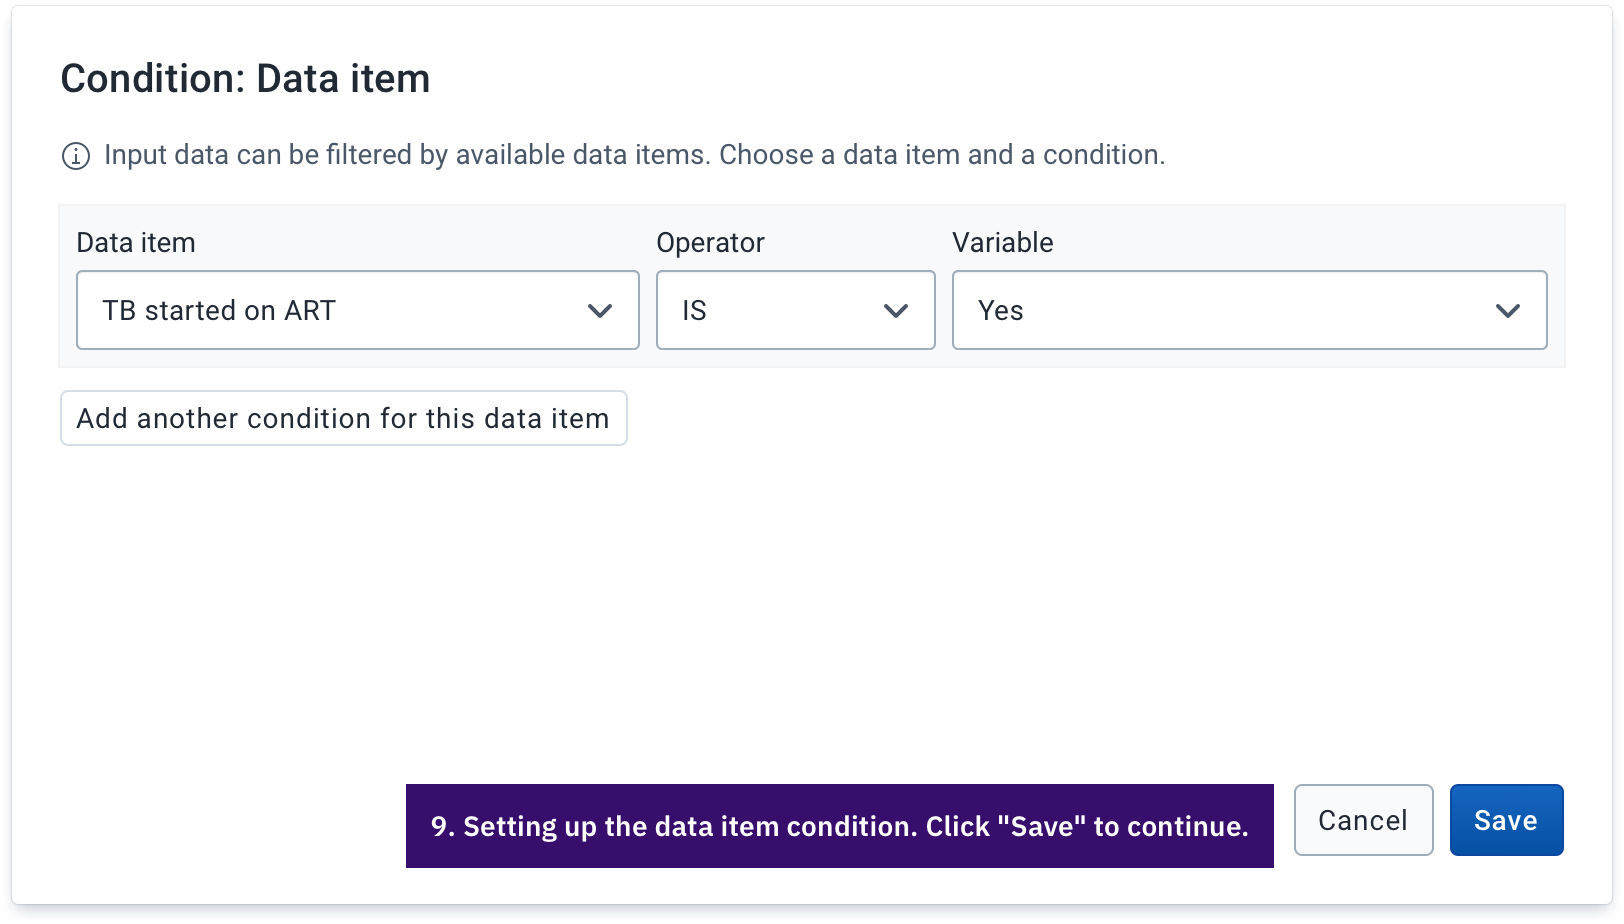 Condition: Data item
Input data can be filtered by available data items. Choose a data item and a condition.
Data item
Operator
Variable
TB started on ART
IS
Yes
Add another condition for this data item
9. Setting up the data item condition. Click "Save" to continue.
Cancel
Save